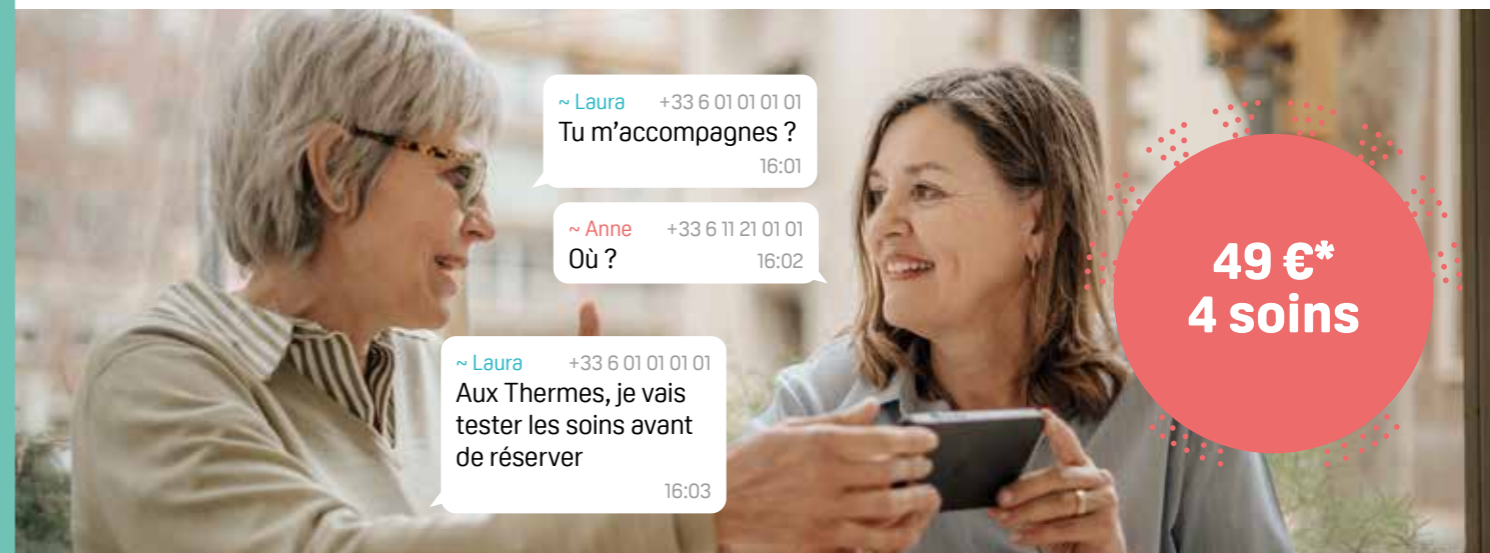 ~ Laura +33 6 01 01 01 01
Tu m'accompagnes ?
16:01
~ Anne +33 6 11 21 01 01
Où ? 16:02
~ Laura +33 6 01 01 01 01
Aux Thermes, je vais
tester les soins avant
de réserver
16:03
49 €*
4 soins